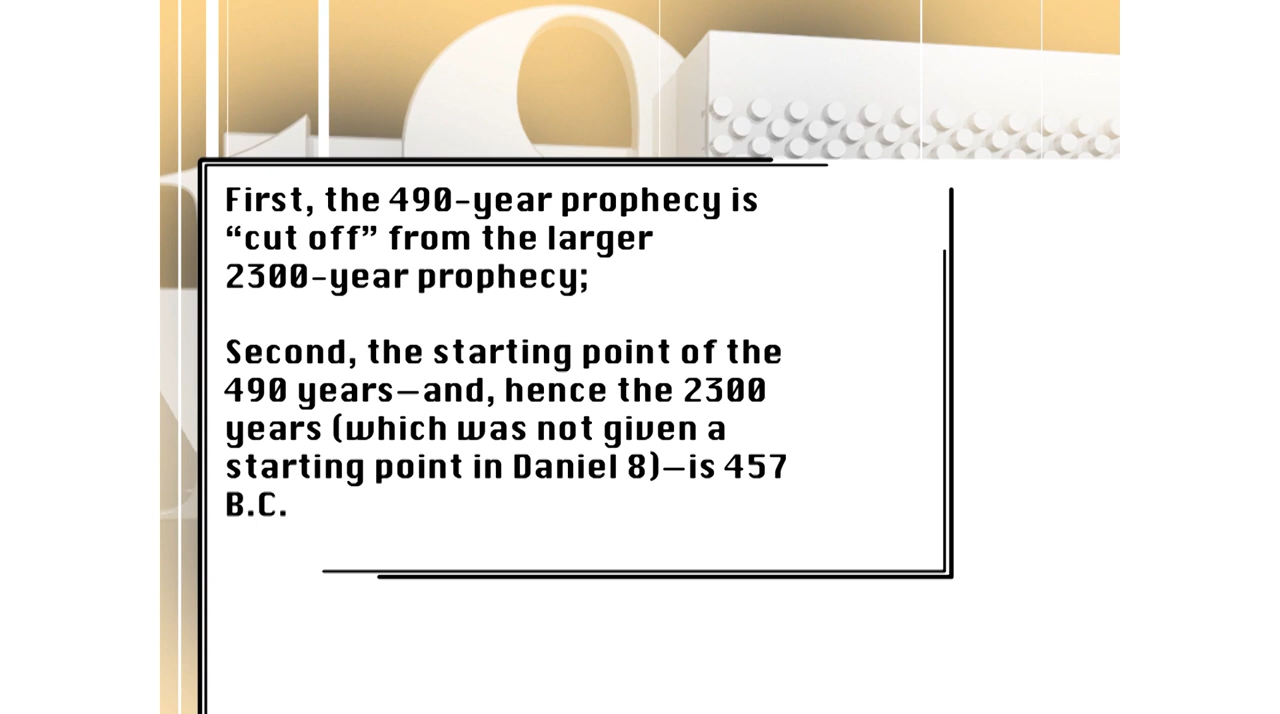 First, the 490-year prophecy is
“cut off” from the larger
2300-year prophecy;
Second, the starting point of the
490 years—and, hence the 2300
years (which was not given a
starting point in Daniel 8)—is 457
B.C.